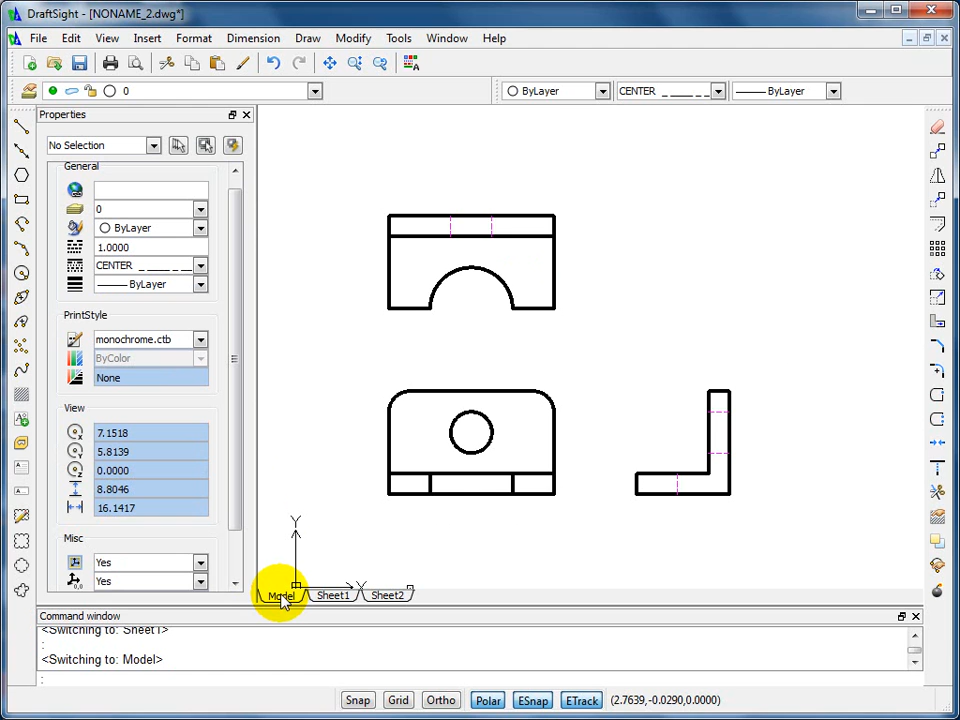 DraftSight - [NONAME_2.dwg*]
File Edit View Insert Format Dimension Draw Modify Tools Window Help
0 ByLayer CENTER ByLayer
Properties
No Selection
General
0
ByLayer
1.0000
CENTER
ByLayer
PrintStyle
monochrome.ctb
ByColor
None
View
7.1518
5.8139
0.0000
8.8046
16.1417
Misc
Yes
Yes
Y
X
Model Sheet1 Sheet2
Command window
<Switching to: Sheet1>
:
<Switching to: Model>
:
Snap Grid Ortho Polar ESnap ETrack (2.7639,-0.0290,0.0000)